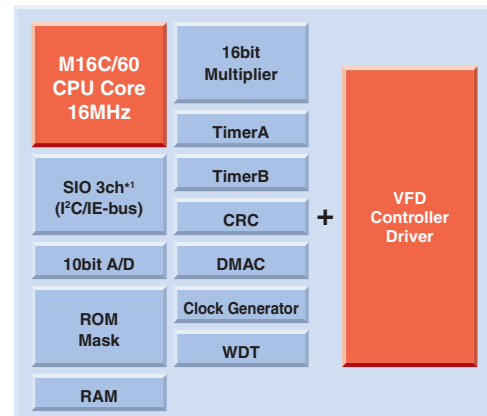 M16C/60
CPU Core
16MHz
SIO 3ch*1
(I²C/IE-bus)
10bit A/D
ROM
Mask
RAM
16bit
Multiplier
TimerA
TimerB
CRC
DMAC
Clock Generator
WDT
+
VFD
Controller
Driver